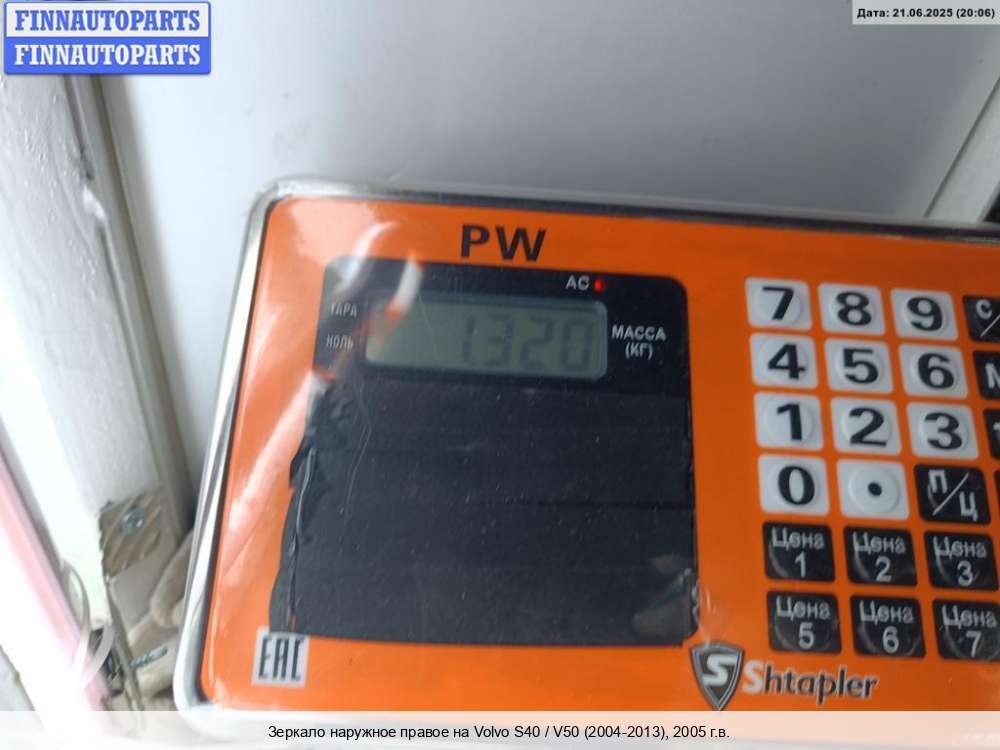 FINNAUTOPARTS
FINNAUTOPARTS
Дата: 21.06.2025 (20:06)
PW
AC
ТАРА
НОЛЬ
1.320
МАССА
(КГ)
7 8 9 С/
4 5 6
1 2 3
0 . П/Ц
Цена 1 Цена 2 Цена 3
Цена 5 Цена 6 Цена 7
EAC
Shtapler
Зеркало наружное правое на Volvo S40 / V50 (2004-2013), 2005 г.в.